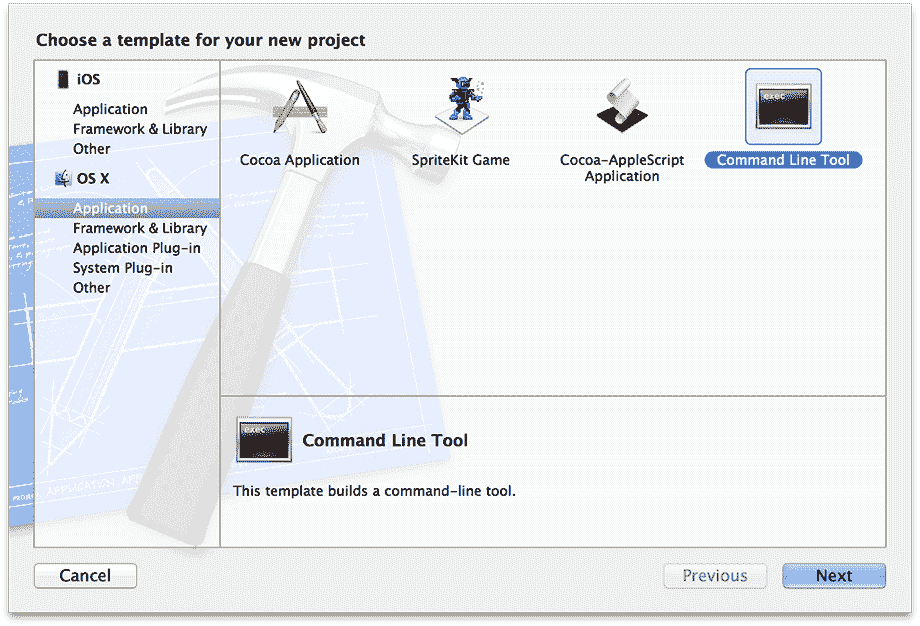 Choose a template for your new project
iOS
Application
Framework & Library
Other
OS X
Application
Framework & Library
Application Plug-in
System Plug-in
Other
Cocoa Application
SpriteKit Game
Cocoa-AppleScript
Application
exec
Command Line Tool
exec
Command Line Tool
This template builds a command-line tool.
Cancel
Previous
Next